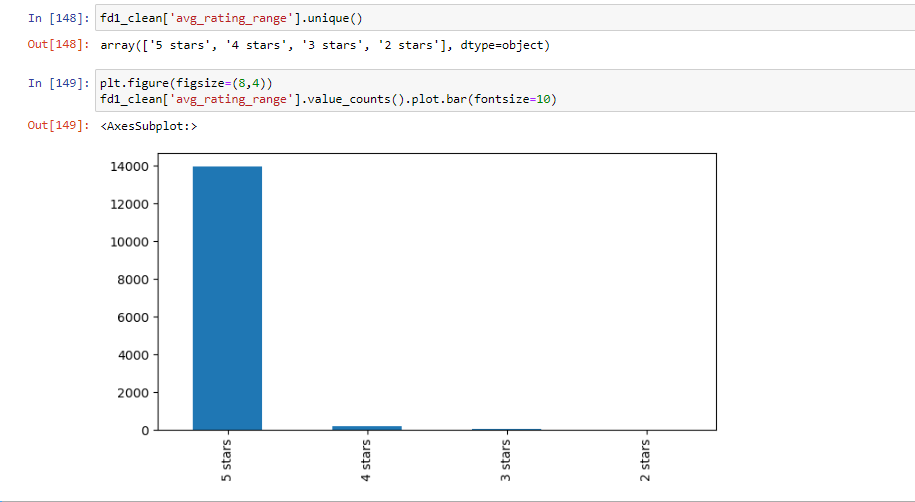 In [148]: fd1_clean['avg_rating_range'].unique()
Out[148]: array(['5 stars', '4 stars', '3 stars', '2 stars'], dtype=object)
In [149]: plt.figure(figsize=(8,4))
fd1_clean['avg_rating_range'].value_counts().plot.bar(fontsize=10)
Out[149]: <AxesSubplot:>
14000
12000
10000
8000
6000
4000
2000
0
5 stars
4 stars
3 stars
2 stars